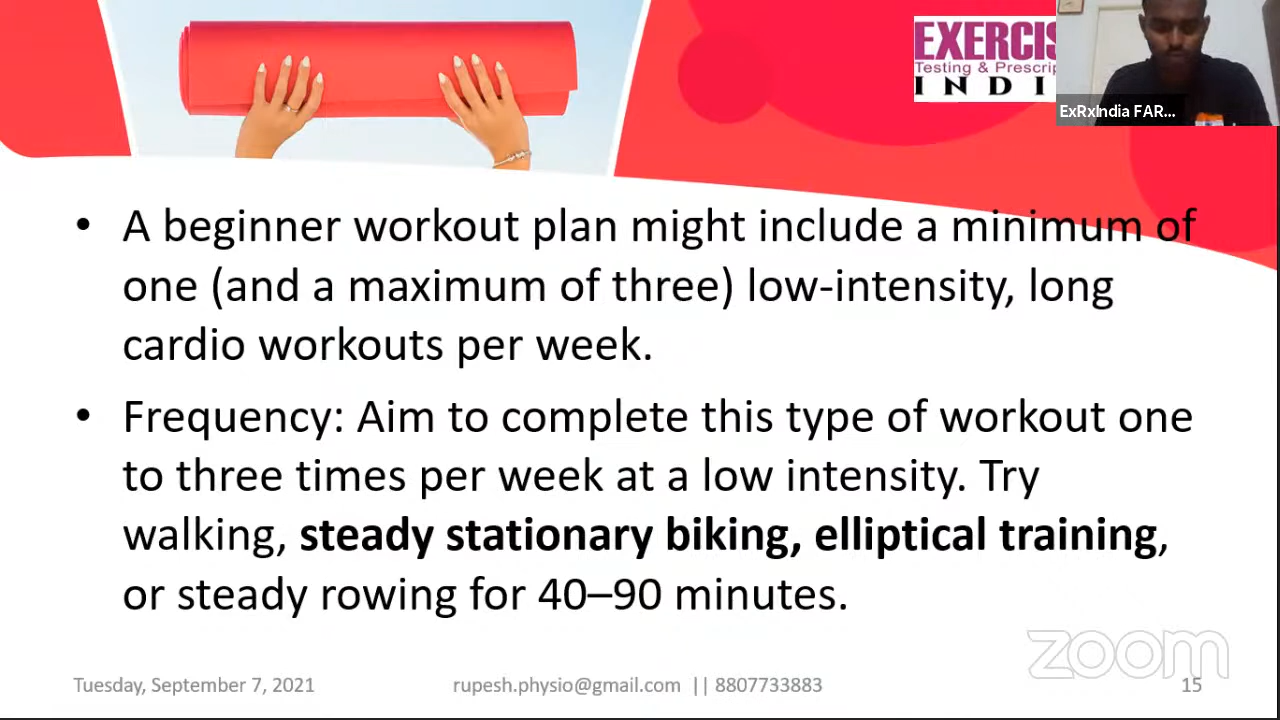 EXERCIS
Testing & Prescrip
INDI
ExRxIndia FAR...
• A beginner workout plan might include a minimum of
one (and a maximum of three) low-intensity, long
cardio workouts per week.
• Frequency: Aim to complete this type of workout one
to three times per week at a low intensity. Try
walking, steady stationary biking, elliptical training,
or steady rowing for 40–90 minutes.
zoom
Tuesday, September 7, 2021 rupesh.physio@gmail.com || 8807733883 15